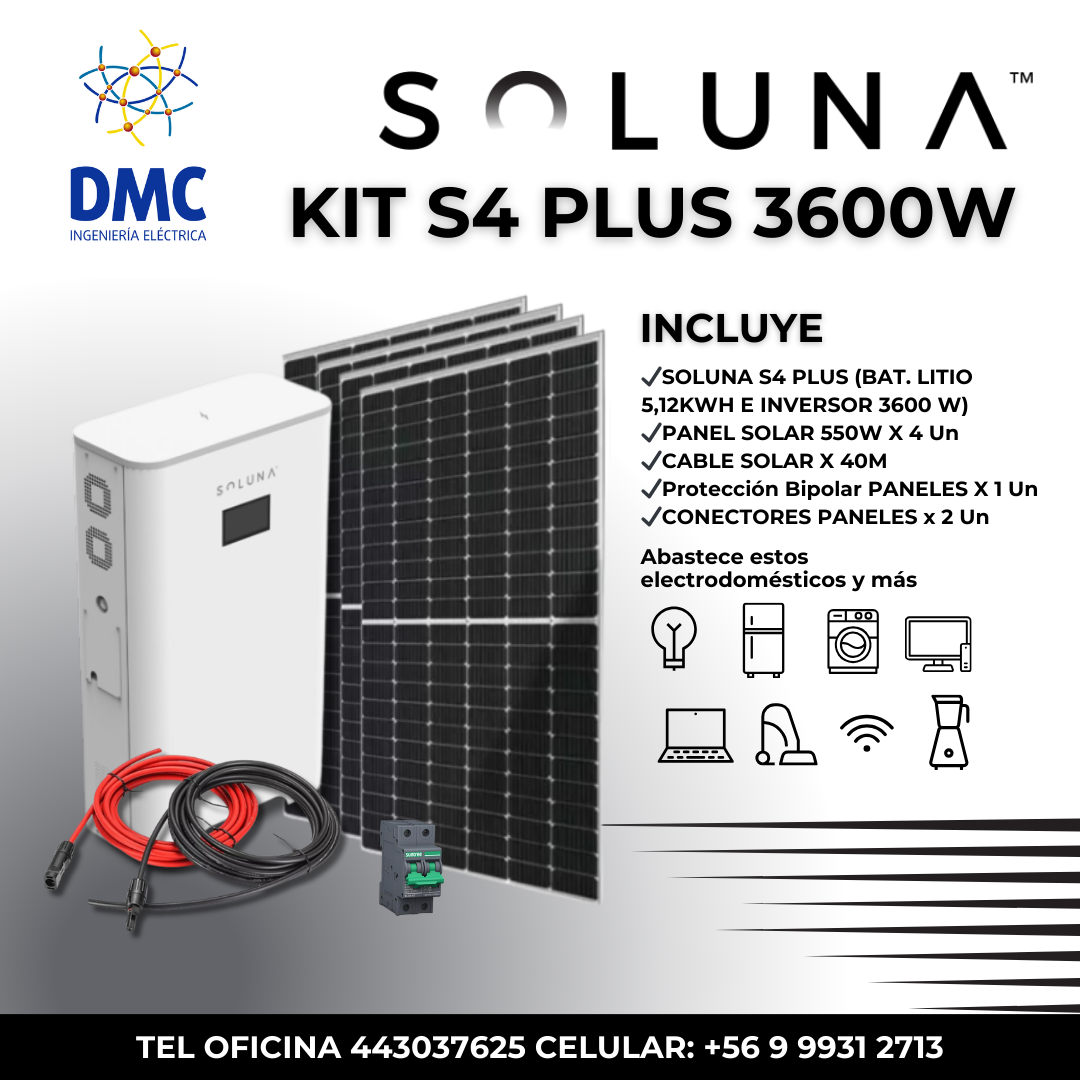 SOLUNA™
DMC
INGENIERÍA ELÉCTRICA
KIT S4 PLUS 3600W
INCLUYE
✓SOLUNA S4 PLUS (BAT. LITIO
5,12KWH E INVERSOR 3600 W)
✓PANEL SOLAR 550W X 4 Un
✓CABLE SOLAR X 40M
✓Protección Bipolar PANELES X 1 Un
✓CONECTORES PANELES x 2 Un
Abastece estos
electrodomésticos y más
SOLUNA
SUNTREE
TEL OFICINA 443037625 CELULAR: +56 9 9931 2713